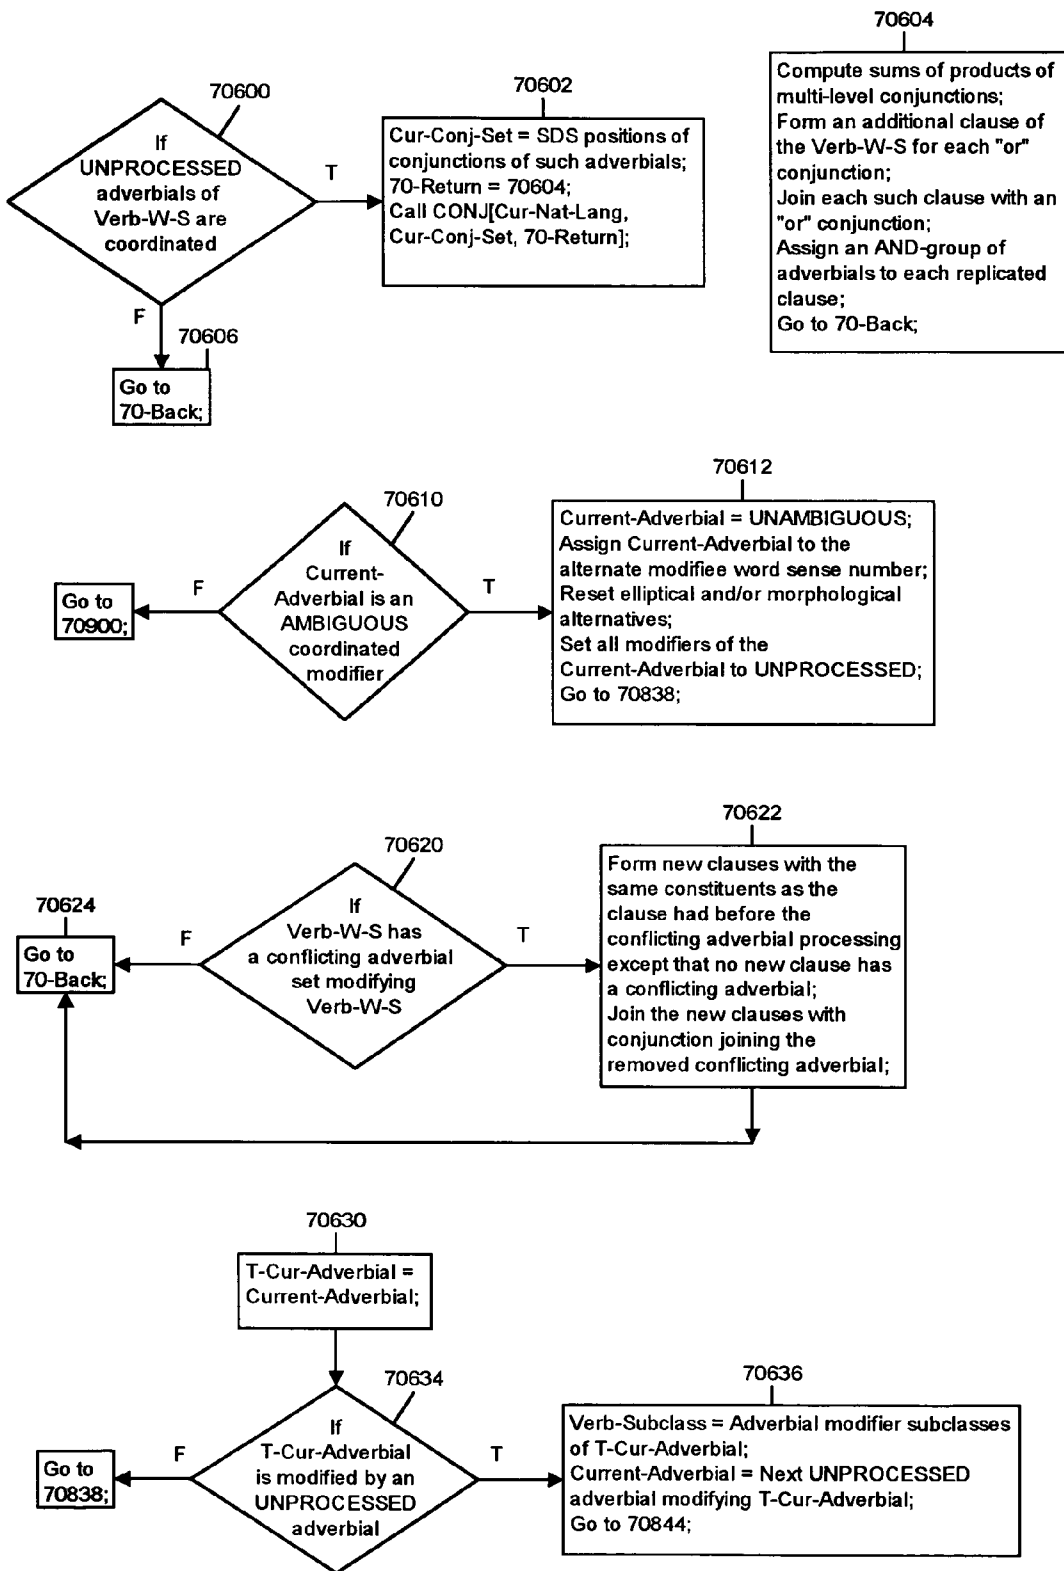 70604
Compute sums of products of
multi-level conjunctions;
Form an additional clause of
the Verb-W-S for each "or"
conjunction;
Join each such clause with an
"or" conjunction;
Assign an AND-group of
adverbials to each replicated
clause;
Go to 70-Back;
70600
If
UNPROCESSED
adverbials of
Verb-W-S are
coordinated
T
70602
Cur-Conj-Set = SDS positions of
conjunctions of such adverbials;
70-Return = 70604;
Call CONJ[Cur-Nat-Lang,
Cur-Conj-Set, 70-Return];
F
70606
Go to
70-Back;
70610
If
Current-
Adverbial is an
AMBIGUOUS
coordinated
modifier
F
Go to
70900;
T
70612
Current-Adverbial = UNAMBIGUOUS;
Assign Current-Adverbial to the
alternate modifiee word sense number;
Reset elliptical and/or morphological
alternatives;
Set all modifiers of the
Current-Adverbial to UNPROCESSED;
Go to 70838;
70620
If
Verb-W-S has
a conflicting adverbial
set modifying
Verb-W-S
70624
Go to
70-Back;
F
T
70622
Form new clauses with the
same constituents as the
clause had before the
conflicting adverbial processing
except that no new clause has
a conflicting adverbial;
Join the new clauses with
conjunction joining the
removed conflicting adverbial;
70630
T-Cur-Adverbial =
Current-Adverbial;
70634
If
T-Cur-Adverbial
is modified by an
UNPROCESSED
adverbial
F
Go to
70838;
T
70636
Verb-Subclass = Adverbial modifier subclasses
of T-Cur-Adverbial;
Current-Adverbial = Next UNPROCESSED
adverbial modifying T-Cur-Adverbial;
Go to 70844;